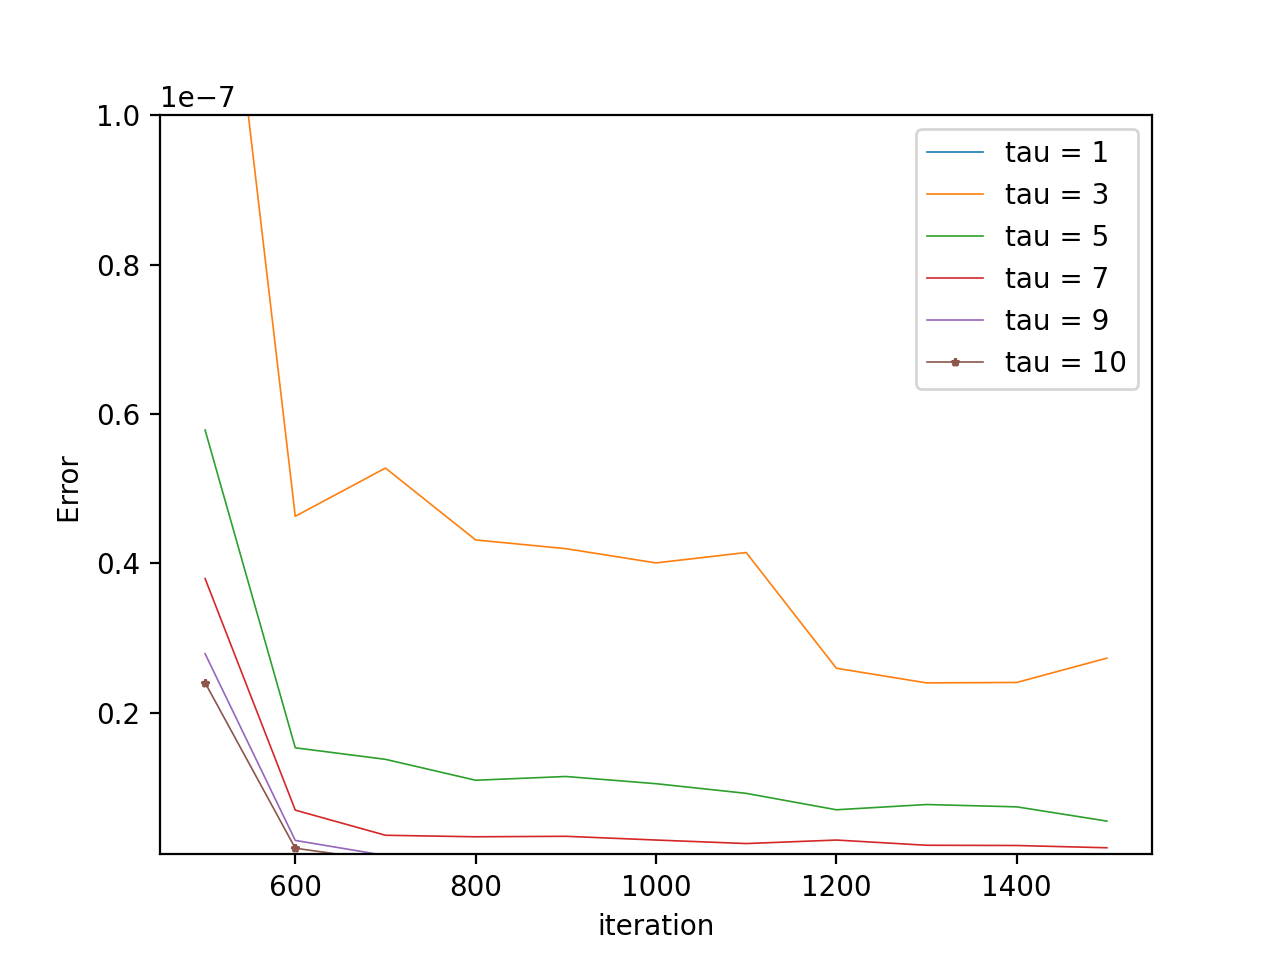 1e−7
1.0
0.8
0.6
0.4
0.2
Error
tau = 1
tau = 3
tau = 5
tau = 7
tau = 9
tau = 10
600 800 1000 1200 1400
iteration